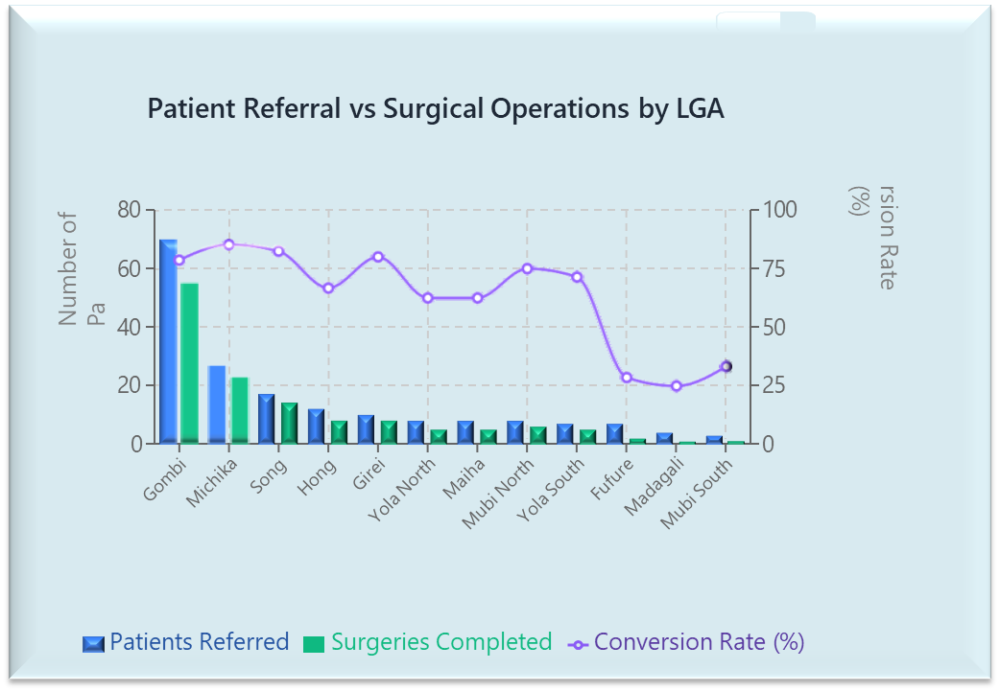 Patient Referral vs Surgical Operations by LGA
Number of
Pa
rsion Rate
(%)
80
60
40
20
0
100
75
50
25
0
Gombi
Michika
Song
Hong
Girei
Yola North
Maiha
Mubi North
Yola South
Fufure
Madagali
Mubi South
Patients Referred
Surgeries Completed
Conversion Rate (%)